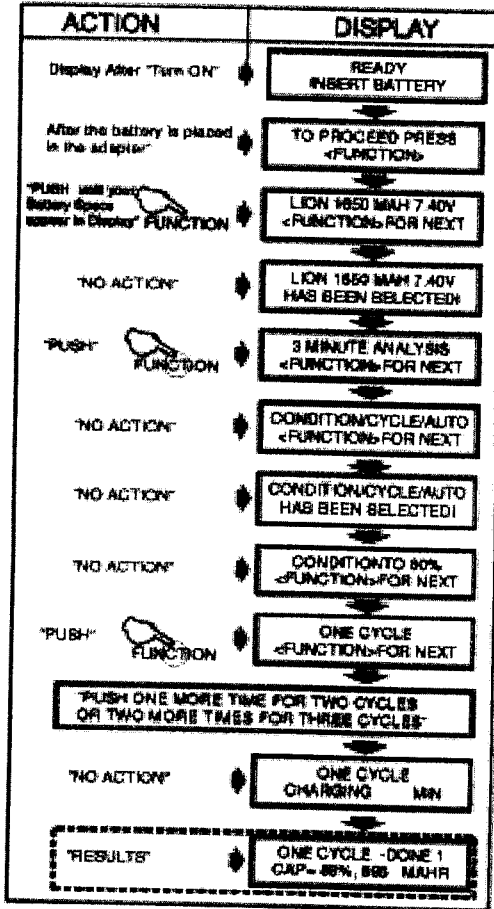 ACTION DISPLAY
Display After "Turn ON" READY
INSERT BATTERY
After the battery is placed
in the adapter" TO PROCEED PRESS
<FUNCTION>
"PUSH until your
Battery Specs
appear in Display" FUNCTION
LION 1650 MAH 7.40V
<FUNCTION> FOR NEXT
"NO ACTION" LION 1650 MAH 7.40V
HAS BEEN SELECTED!
"PUSH" FUNCTION 3 MINUTE ANALYSIS
<FUNCTION> FOR NEXT
"NO ACTION" CONDITION/CYCLE/AUTO
<FUNCTION> FOR NEXT
"NO ACTION" CONDITION/CYCLE/AUTO
HAS BEEN SELECTED!
"NO ACTION" CONDITIONTO 80%
<FUNCTION> FOR NEXT
"PUSH" FUNCTION ONE CYCLE
<FUNCTION> FOR NEXT
"PUSH ONE MORE TIME FOR TWO CYCLES
OR TWO MORE TIMES FOR THREE CYCLES"
"NO ACTION" ONE CYCLE
CHARGING MIN
"RESULTS" ONE CYCLE -DONE 1
CAP= MAHR